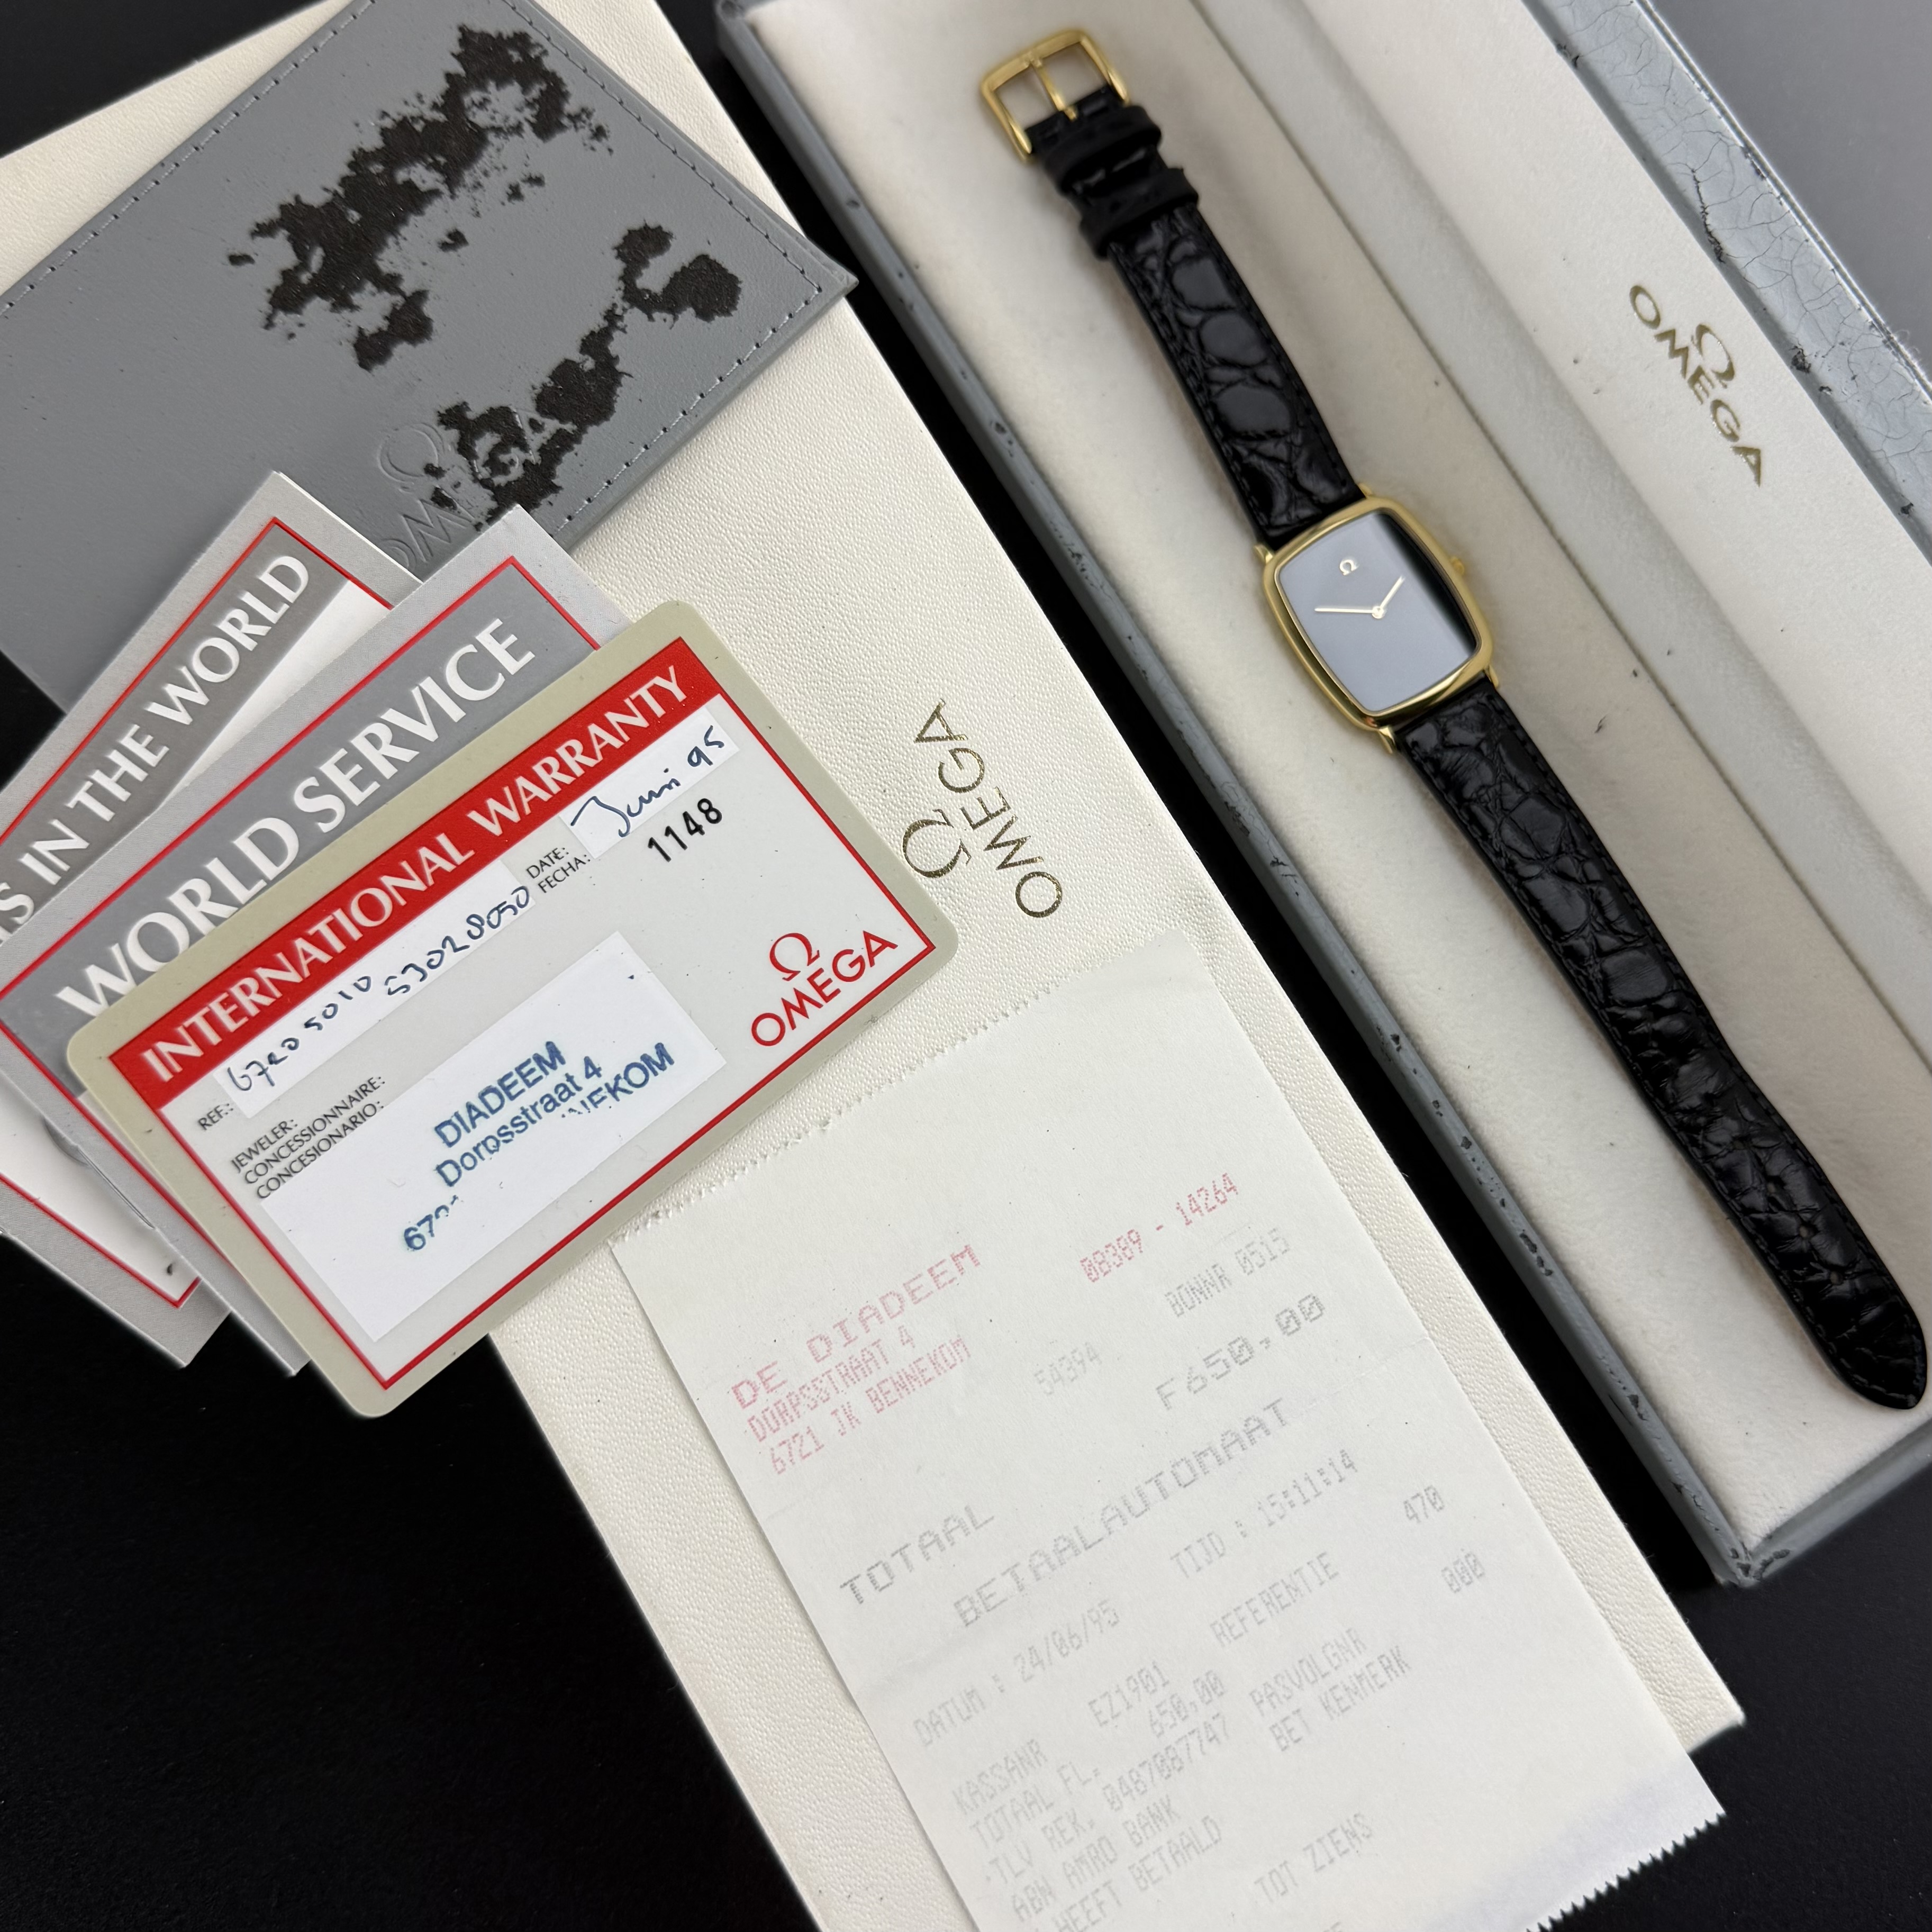 OMEGA
S IN THE WORLD
WORLD SERVICE
INTERNATIONAL WARRANTY
REF.: 6720 5010 53028050
DATE:
FECHA:
Juni 95
1148
JEWELER:
CONCESSIONNAIRE:
CONCESIONARIO:
DIADEEM
Dorpsstraat 4
Ω
OMEGA
Ω
OMEGA
Ω
OMEGA
Ω
DE DIADEEM
DORPSSTRAAT 4
6721 JK BENNEKOM
08389 - 14264
54394 BONNR 0515
TOTAAL F650,00
BETAALAUTOMAAT
DATUM : 24/06/95 TIJD : 15:11:14
KASSANR EZ1901 REFERENTIE 470
TOTAAL FL. 650,00 PASVOLGNR 000
.TLV REK. 0487087747 BET KENMERK
ABN AMRO BANK
HEEFT BETAALD
TOT ZIENS